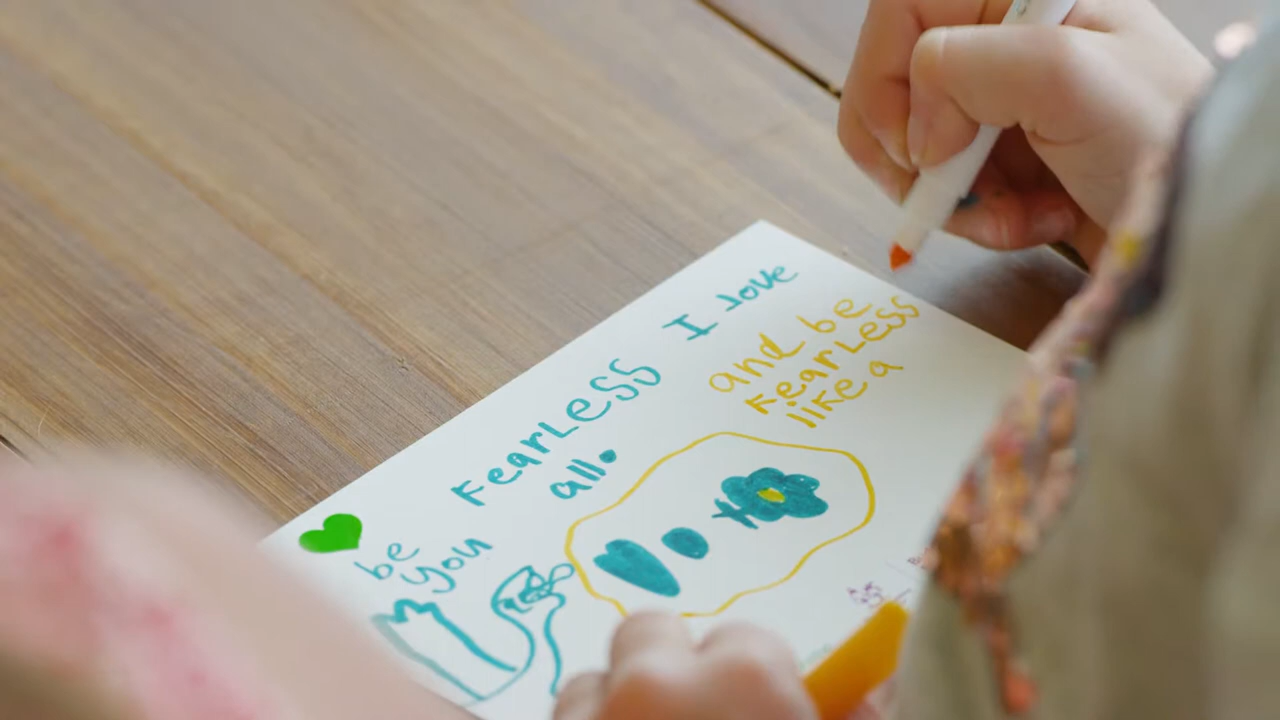 I love
Fearless
all.
be
you
and be
Fearless
like a